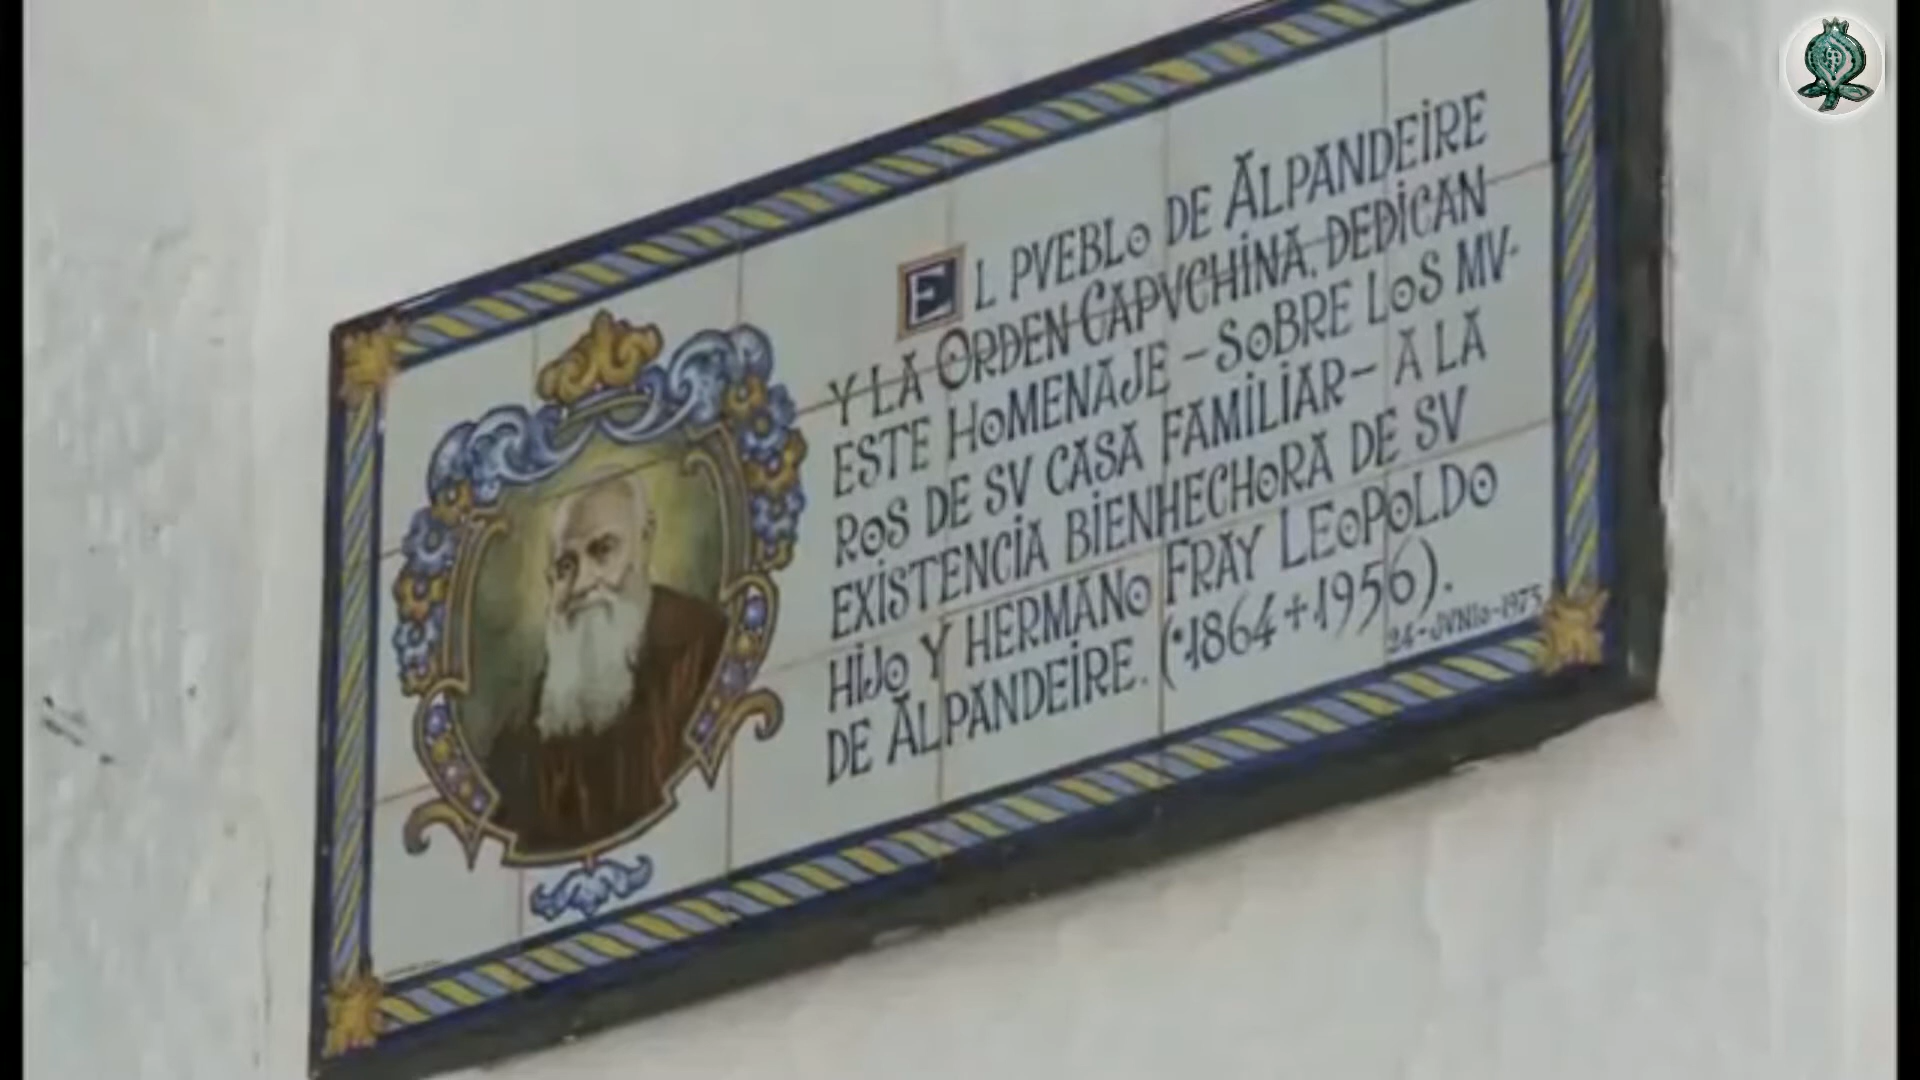 EL PVEBLO DE ALPANDEIRE
Y LA ORDEN CAPVCHINA, DEDICAN
ESTE HOMENAJE - SOBRE LOS MV-
ROS DE SV CASA FAMILIAR - A LA
EXISTENCIA BIENHECHORA DE SV
HIJO Y HERMANO FRAY LEOPOLDO
DE ALPANDEIRE. (·1864+1956).
24-JVNIO-1975